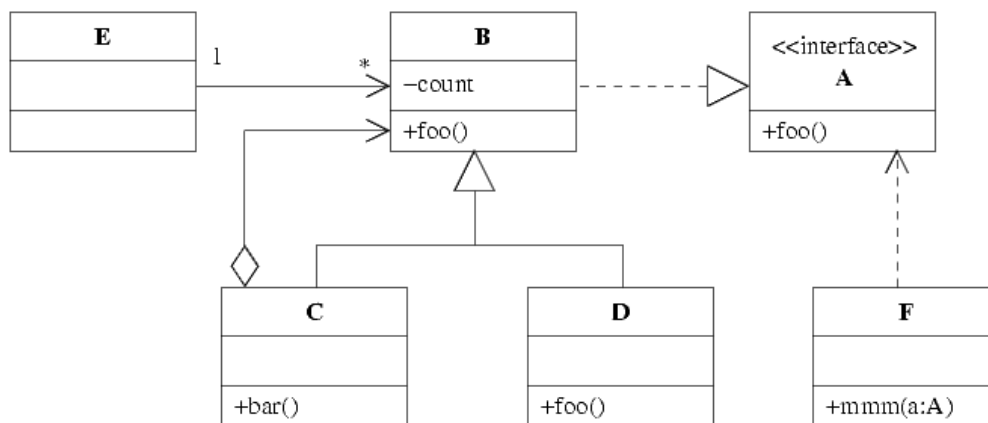 E
1
*
B
–count
+foo()
<<interface>>
A
+foo()
C
+bar()
D
+foo()
F
+mmm(a:A)